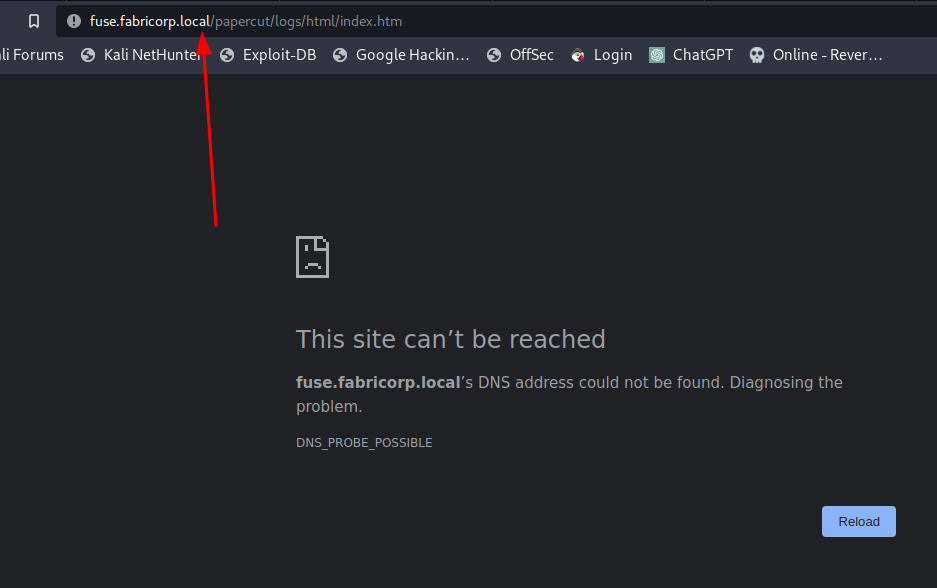 fuse.fabricorp.local/papercut/logs/html/index.htm
li Forums Kali NetHunter Exploit-DB Google Hackin… OffSec Login ChatGPT Online - Rever…
This site can’t be reached
fuse.fabricorp.local’s DNS address could not be found. Diagnosing the
problem.
DNS_PROBE_POSSIBLE
Reload